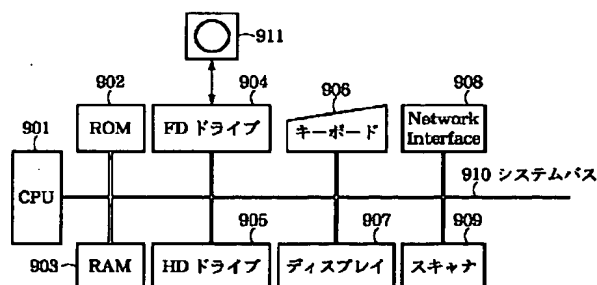 911
902
904
906
908
901
ROM
FD ドライブ
キーボード
Network
Interface
CPU
910 システムバス
905
907
909
903
RAM
HD ドライブ
ディスプレイ
スキャナ